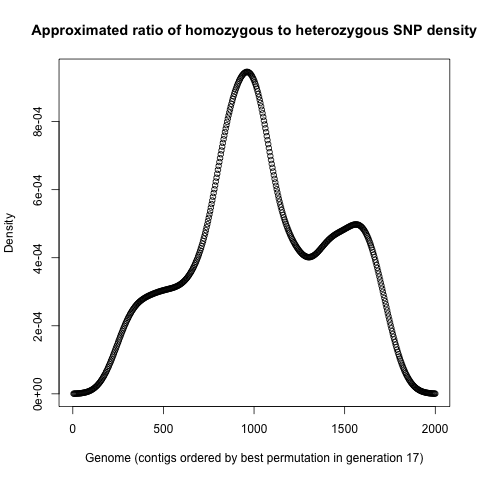 Approximated ratio of homozygous to heterozygous SNP density
Density
8e-04
6e-04
4e-04
2e-04
0e+00
0 500 1000 1500 2000
Genome (contigs ordered by best permutation in generation 17)